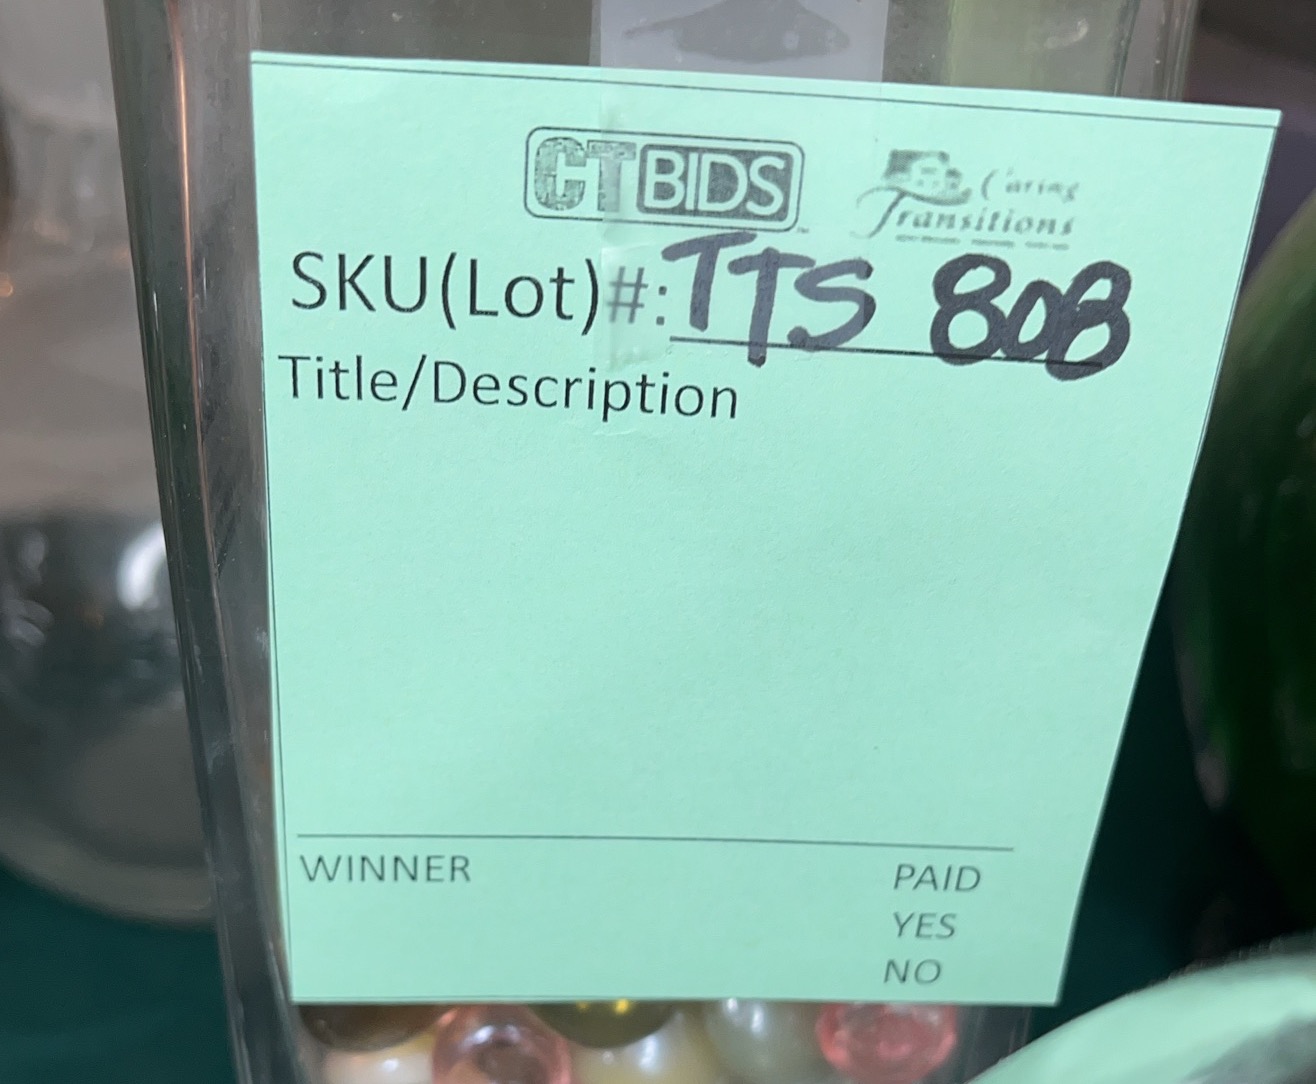 CTBIDS
Caring
Transitions
SKU(Lot)#: TTS 808
Title/Description
WINNER
PAID
YES
NO